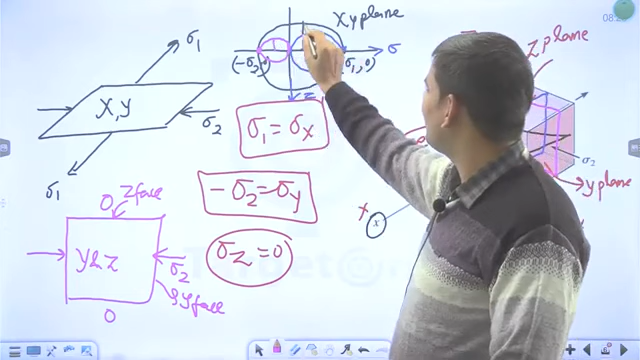 XY plane
σ1
σ
(-σ2, 0)
(σ1, 0)
Z plane
X, Y
σ2
σ1 = σx
σ2
σ1
y plane
-σ2 = σy
x
0 Z face
Y & Z
σ2
σz = 0
y face
0